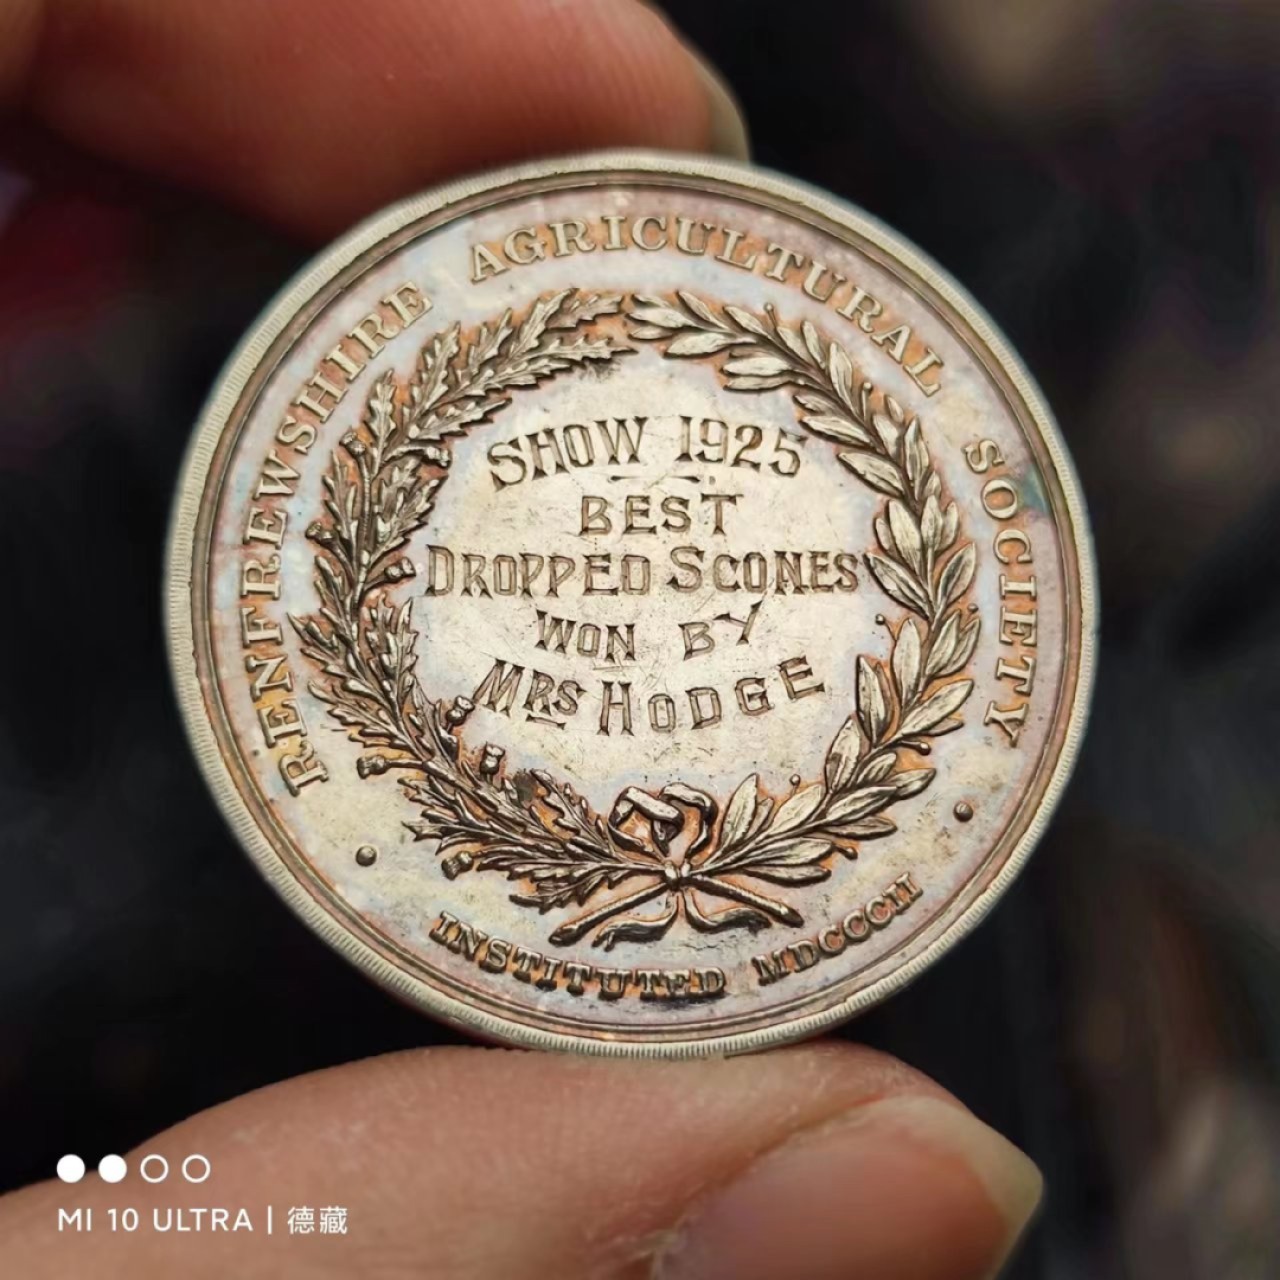 RENFREWSHIRE AGRICULTURAL SOCIETY
SHOW 1925
BEST
DROPPED SCONES
WON BY
MRS HODGE
INSTITUTED MDCCCII
MI 10 ULTRA | 德藏